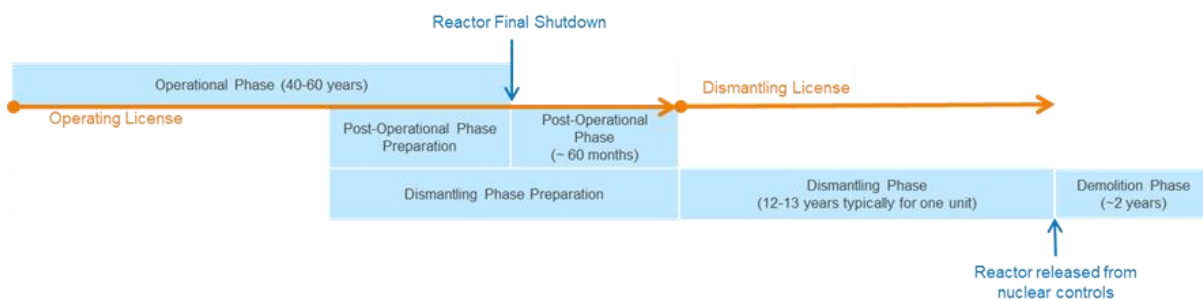 Reactor Final Shutdown
Operational Phase (40-60 years)
Dismantling License
Operating License
Post-Operational Phase
Preparation
Post-Operational
Phase
(~ 60 months)
Dismantling Phase Preparation
Dismantling Phase
(12-13 years typically for one unit)
Demolition Phase
(~2 years)
Reactor released from
nuclear controls